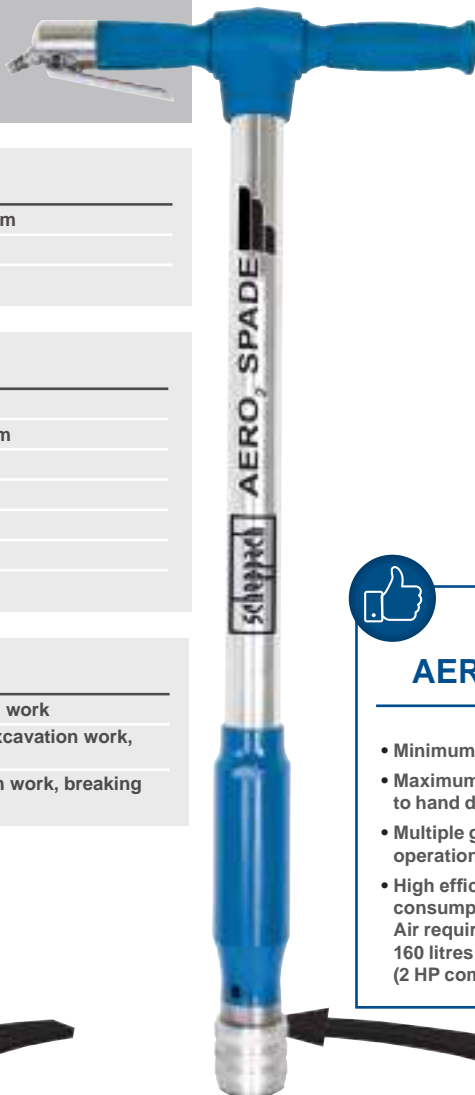 m
m
work
xcavation work,
n work, breaking
AERO₂ SPADE
scheppach
AER
• Minimum
• Maximum
to hand d
• Multiple g
operation
• High effic
consump
Air requir
160 litres
(2 HP com